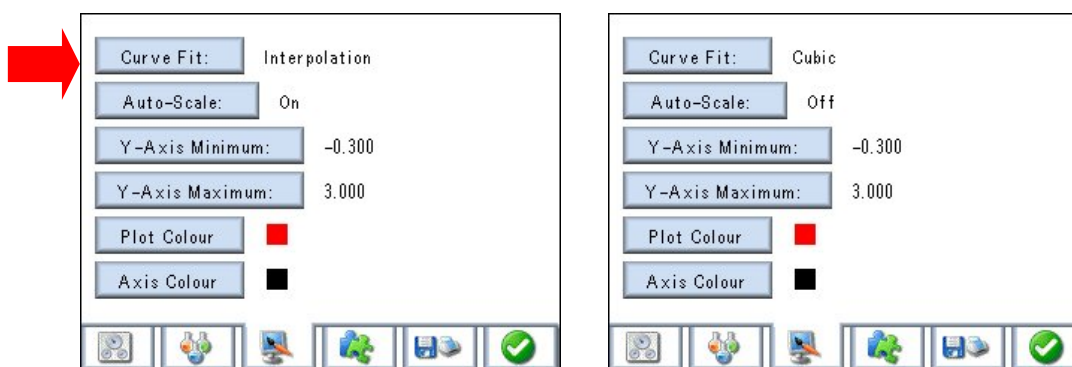 Curve Fit: Interpolation
Auto-Scale: On
Y-Axis Minimum: -0.300
Y-Axis Maximum: 3.000
Plot Colour
Axis Colour
Curve Fit: Cubic
Auto-Scale: Off
Y-Axis Minimum: -0.300
Y-Axis Maximum: 3.000
Plot Colour
Axis Colour